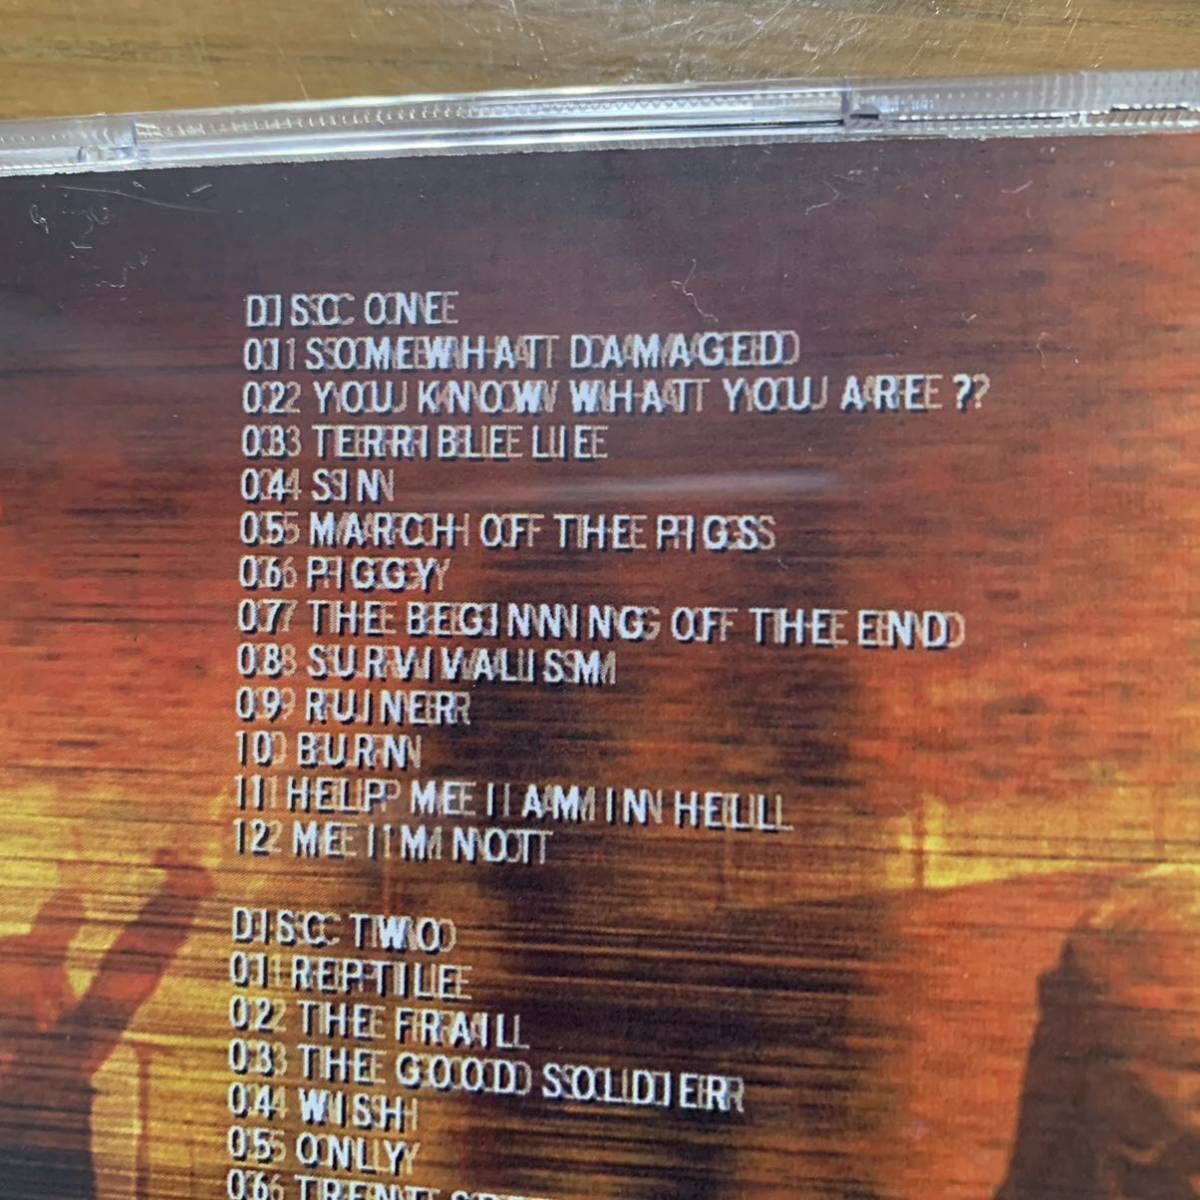 DISC ONE
01 SOMEWHAT DAMAGED
02 YOU KNOW WHAT YOU ARE?
03 TERRIBLE LIE
04 SIN
05 MARCH OF THE PIGS
06 PIGGY
07 THE BEGINNING OF THE END
08 SURVIVALISM
09 RUINER
10 BURN
11 HELP ME I AM IN HELL
12 ME I'M NOT
DISC TWO
01 REPTILE
02 THE FRAIL
03 THE GOOD SOLDIER
04 WISH
05 ONLY
06 TRENT